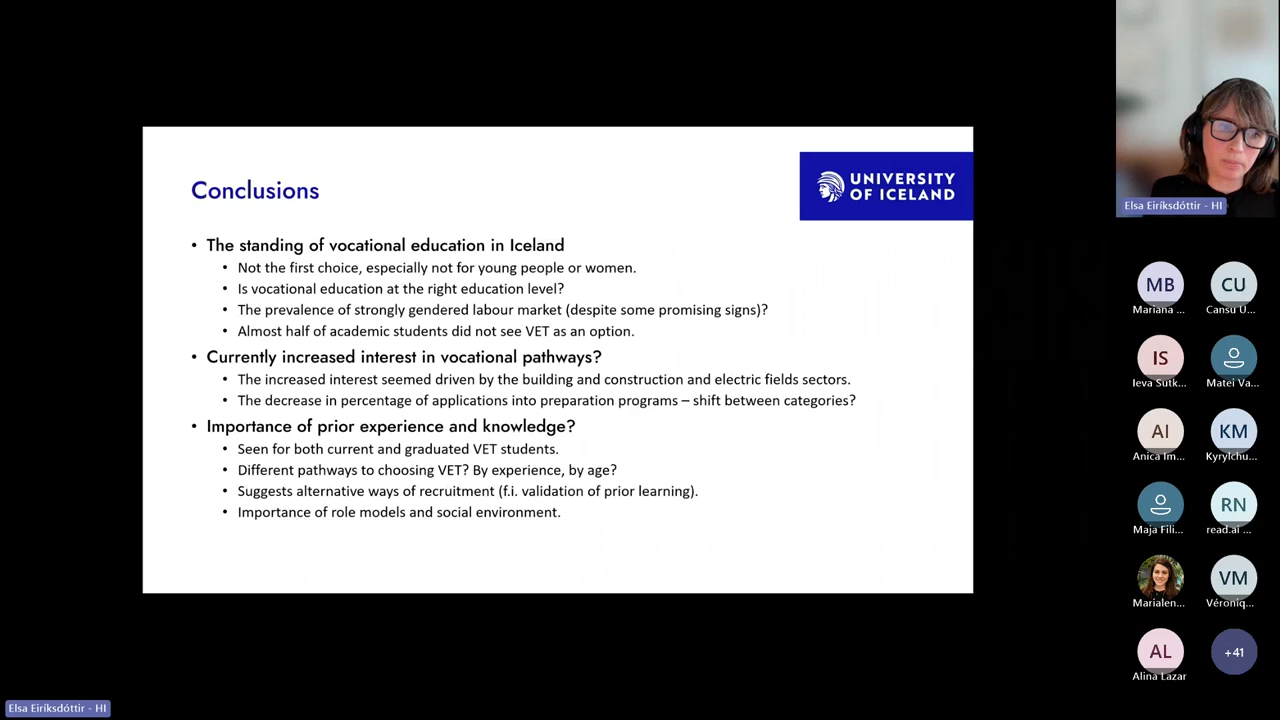 Conclusions
UNIVERSITY
OF ICELAND
• The standing of vocational education in Iceland
• Not the first choice, especially not for young people or women.
• Is vocational education at the right education level?
• The prevalence of strongly gendered labour market (despite some promising signs)?
• Almost half of academic students did not see VET as an option.
• Currently increased interest in vocational pathways?
• The increased interest seemed driven by the building and construction and electric fields sectors.
• The decrease in percentage of applications into preparation programs – shift between categories?
• Importance of prior experience and knowledge?
• Seen for both current and graduated VET students.
• Different pathways to choosing VET? By experience, by age?
• Suggests alternative ways of recruitment (f.i. validation of prior learning).
• Importance of role models and social environment.
Elsa Eiríksdóttir - HI
MB
CU
Mariana ...
Cansu U...
IS
Ieva Sutk...
Matei Va...
AI
KM
Anica Im...
Kyrylchu...
RN
Maja Fili...
read.ai ...
VM
Marialen...
Véroniq...
AL
+41
Alina Lazar
Elsa Eiríksdóttir - HI